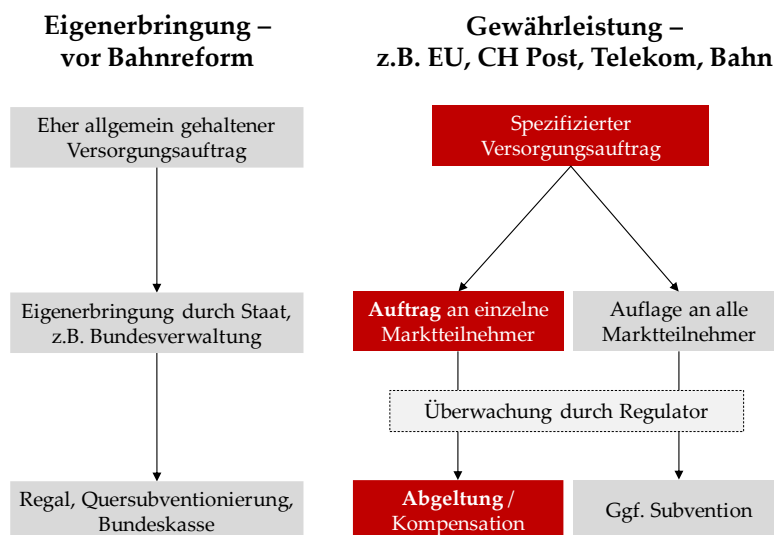 Eigenerbringung –
vor Bahnreform
Gewährleistung –
z.B. EU, CH Post, Telekom, Bahn
Eher allgemein gehaltener
Versorgungsauftrag
Spezifizierter
Versorgungsauftrag
Eigenerbringung durch Staat,
z.B. Bundesverwaltung
Auftrag an einzelne
Marktteilnehmer
Auflage an alle
Marktteilnehmer
Überwachung durch Regulator
Regal, Quersubventionierung,
Bundeskasse
Abgeltung /
Kompensation
Ggf. Subvention